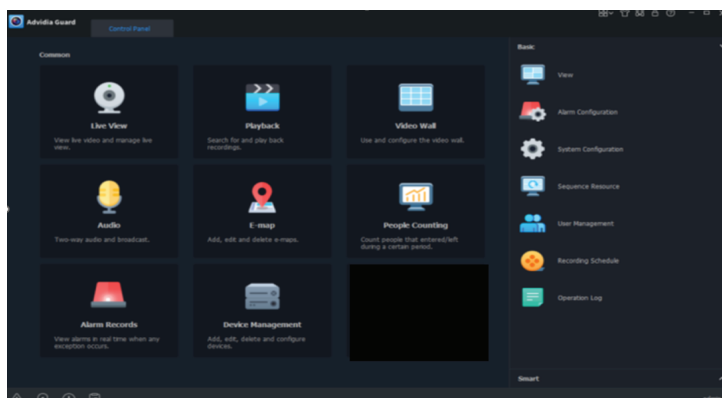 Advidia Guard
Control Panel
Common
Live View
View live video and manage live
view.
Playback
Search for and play back
recordings.
Video Wall
Use and configure the video wall.
Audio
Two-way audio and broadcast.
E-map
Add, edit and delete e-maps.
People Counting
Count people that entered/left
during a certain period.
Alarm Records
View alarms in real time when any
exception occurs.
Device Management
Add, edit, delete and configure
devices.
Basic
View
Alarm Configuration
System Configuration
Sequence Resource
User Management
Recording Schedule
Operation Log
Smart